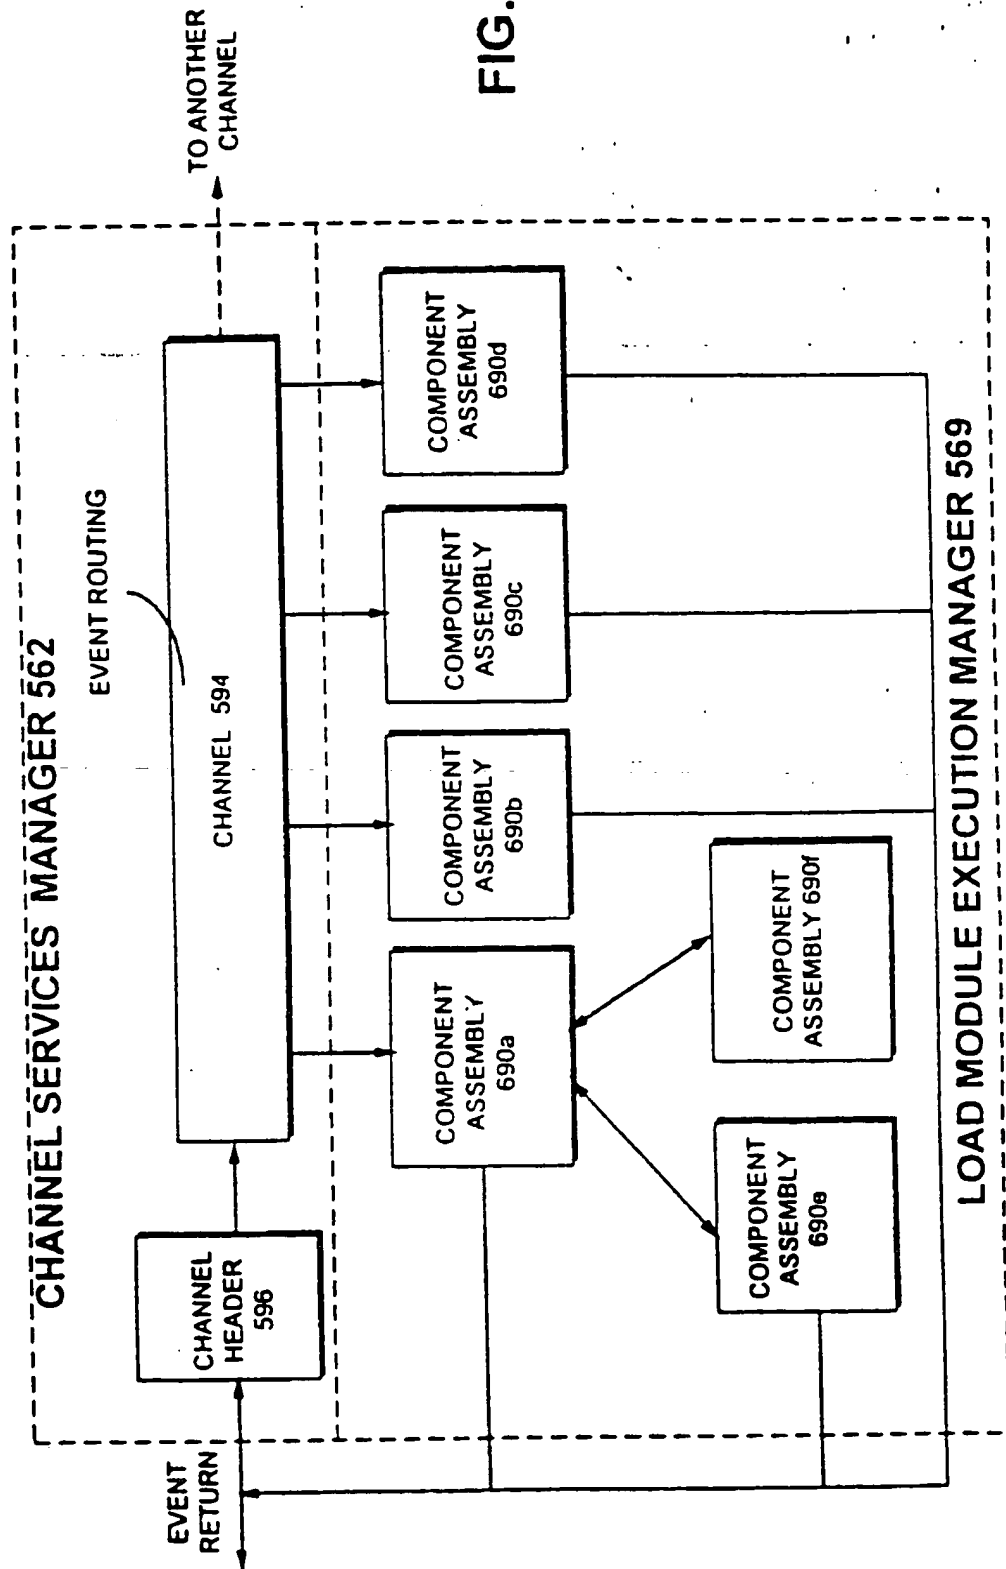 CHANNEL SERVICES MANAGER 562
EVENT ROUTING
TO ANOTHER
CHANNEL
EVENT
RETURN
CHANNEL
HEADER
596
CHANNEL 594
COMPONENT
ASSEMBLY
690a
COMPONENT
ASSEMBLY
690b
COMPONENT
ASSEMBLY
690c
COMPONENT
ASSEMBLY
690d
COMPONENT
ASSEMBLY
690e
COMPONENT
ASSEMBLY 690f
LOAD MODULE EXECUTION MANAGER 569
FIG.